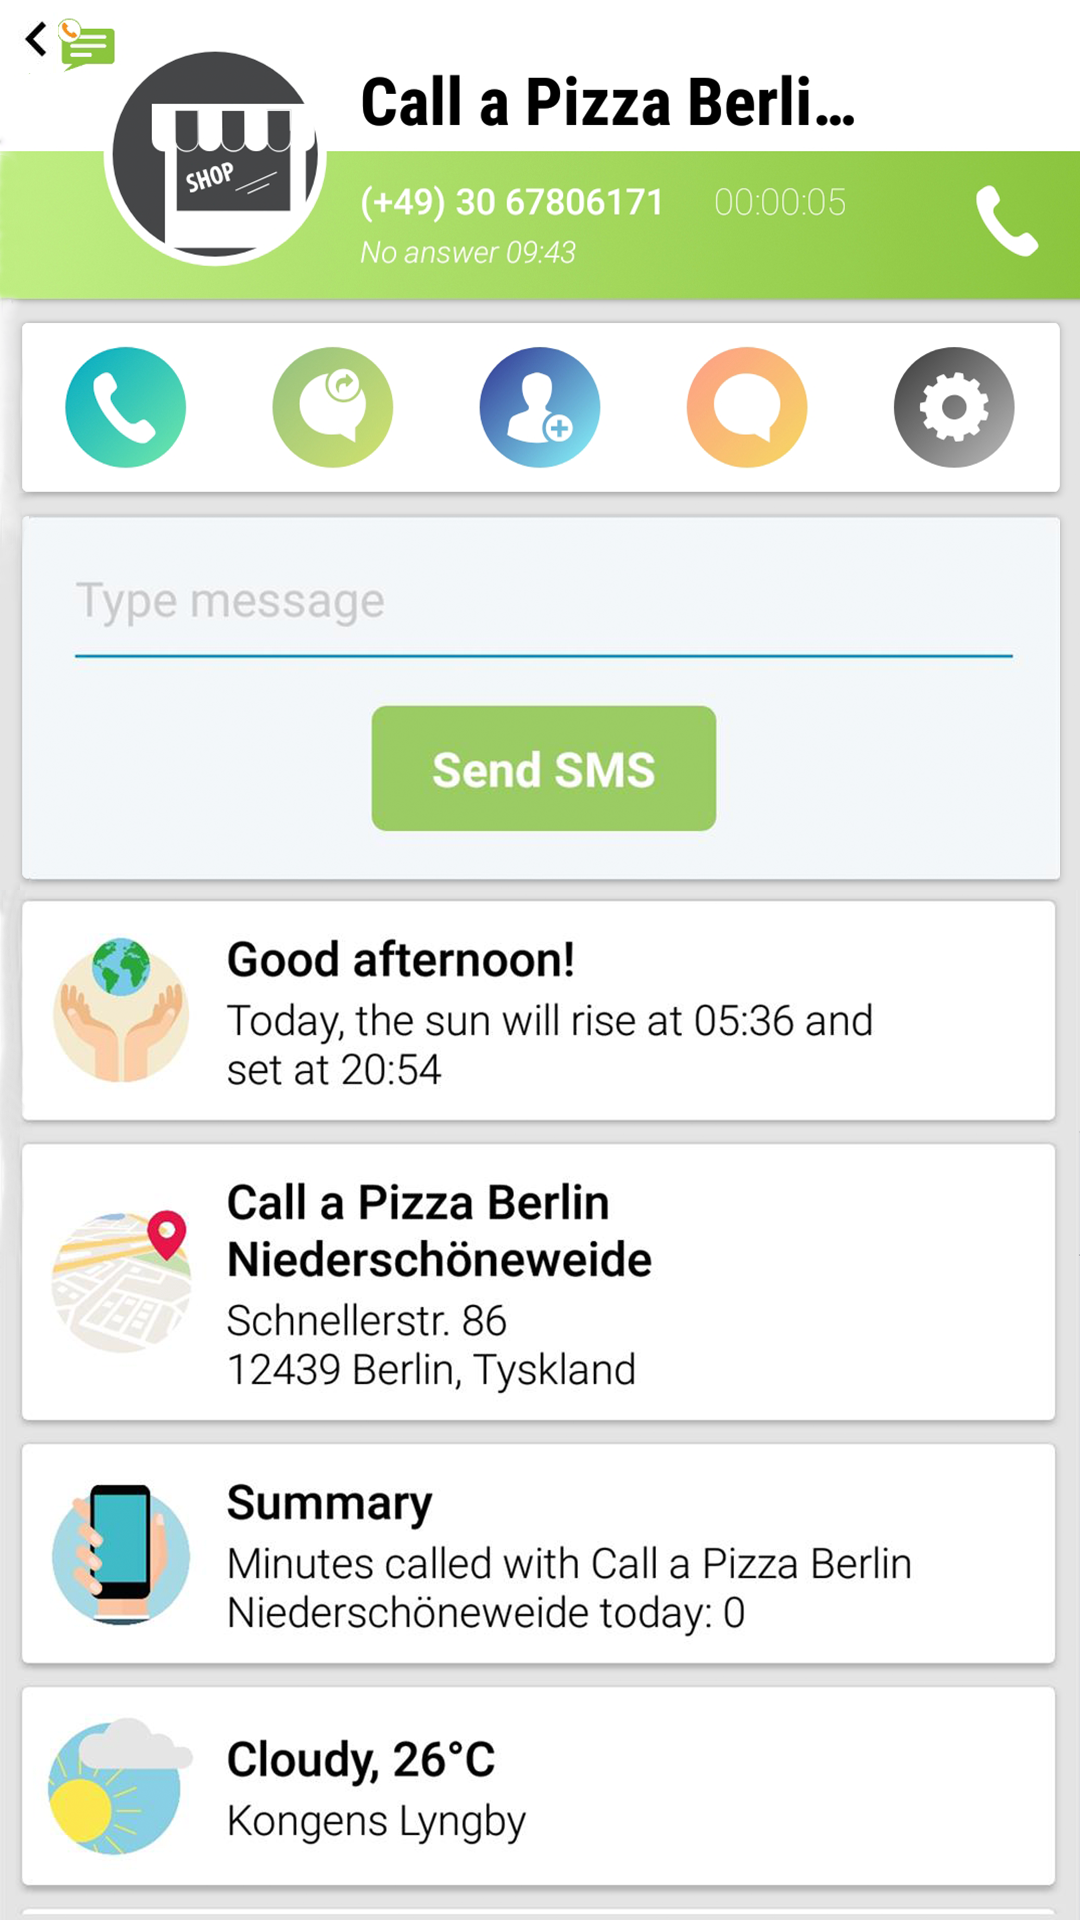 Call a Pizza Berli...
SHOP
(+49) 30 67806171 00:00:05
No answer 09:43
Type message
Send SMS
Good afternoon!
Today, the sun will rise at 05:36 and
set at 20:54
Call a Pizza Berlin
Niederschöneweide
Schnellerstr. 86
12439 Berlin, Tyskland
Summary
Minutes called with Call a Pizza Berlin
Niederschöneweide today: 0
Cloudy, 26°C
Kongens Lyngby